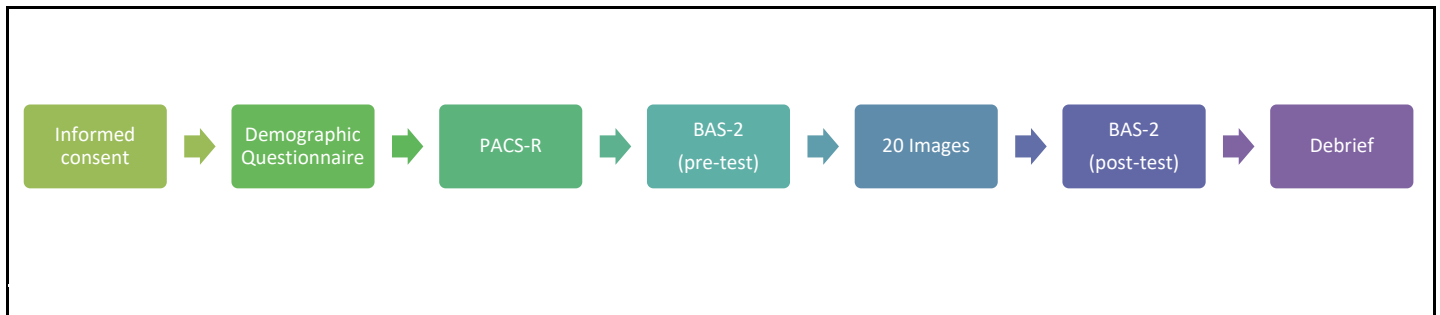 Informed
consent
Demographic
Questionnaire
PACS-R
BAS-2
(pre-test)
20 Images
BAS-2
(post-test)
Debrief